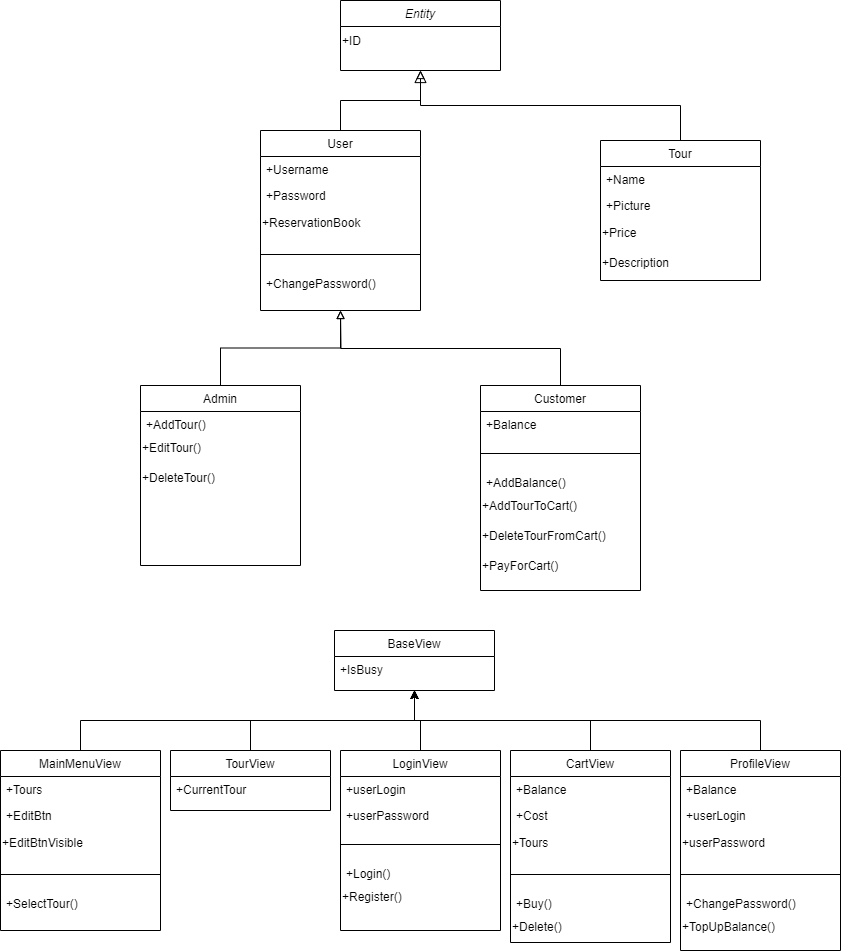 Entity
+ID
User
+Username
+Password
+ReservationBook
+ChangePassword()
Tour
+Name
+Picture
+Price
+Description
Admin
+AddTour()
+EditTour()
+DeleteTour()
Customer
+Balance
+AddBalance()
+AddTourToCart()
+DeleteTourFromCart()
+PayForCart()
BaseView
+IsBusy
MainMenuView
+Tours
+EditBtn
+EditBtnVisible
+SelectTour()
TourView
+CurrentTour
LoginView
+userLogin
+userPassword
+Login()
+Register()
CartView
+Balance
+Cost
+Tours
+Buy()
+Delete()
ProfileView
+Balance
+userLogin
+userPassword
+ChangePassword()
+TopUpBalance()